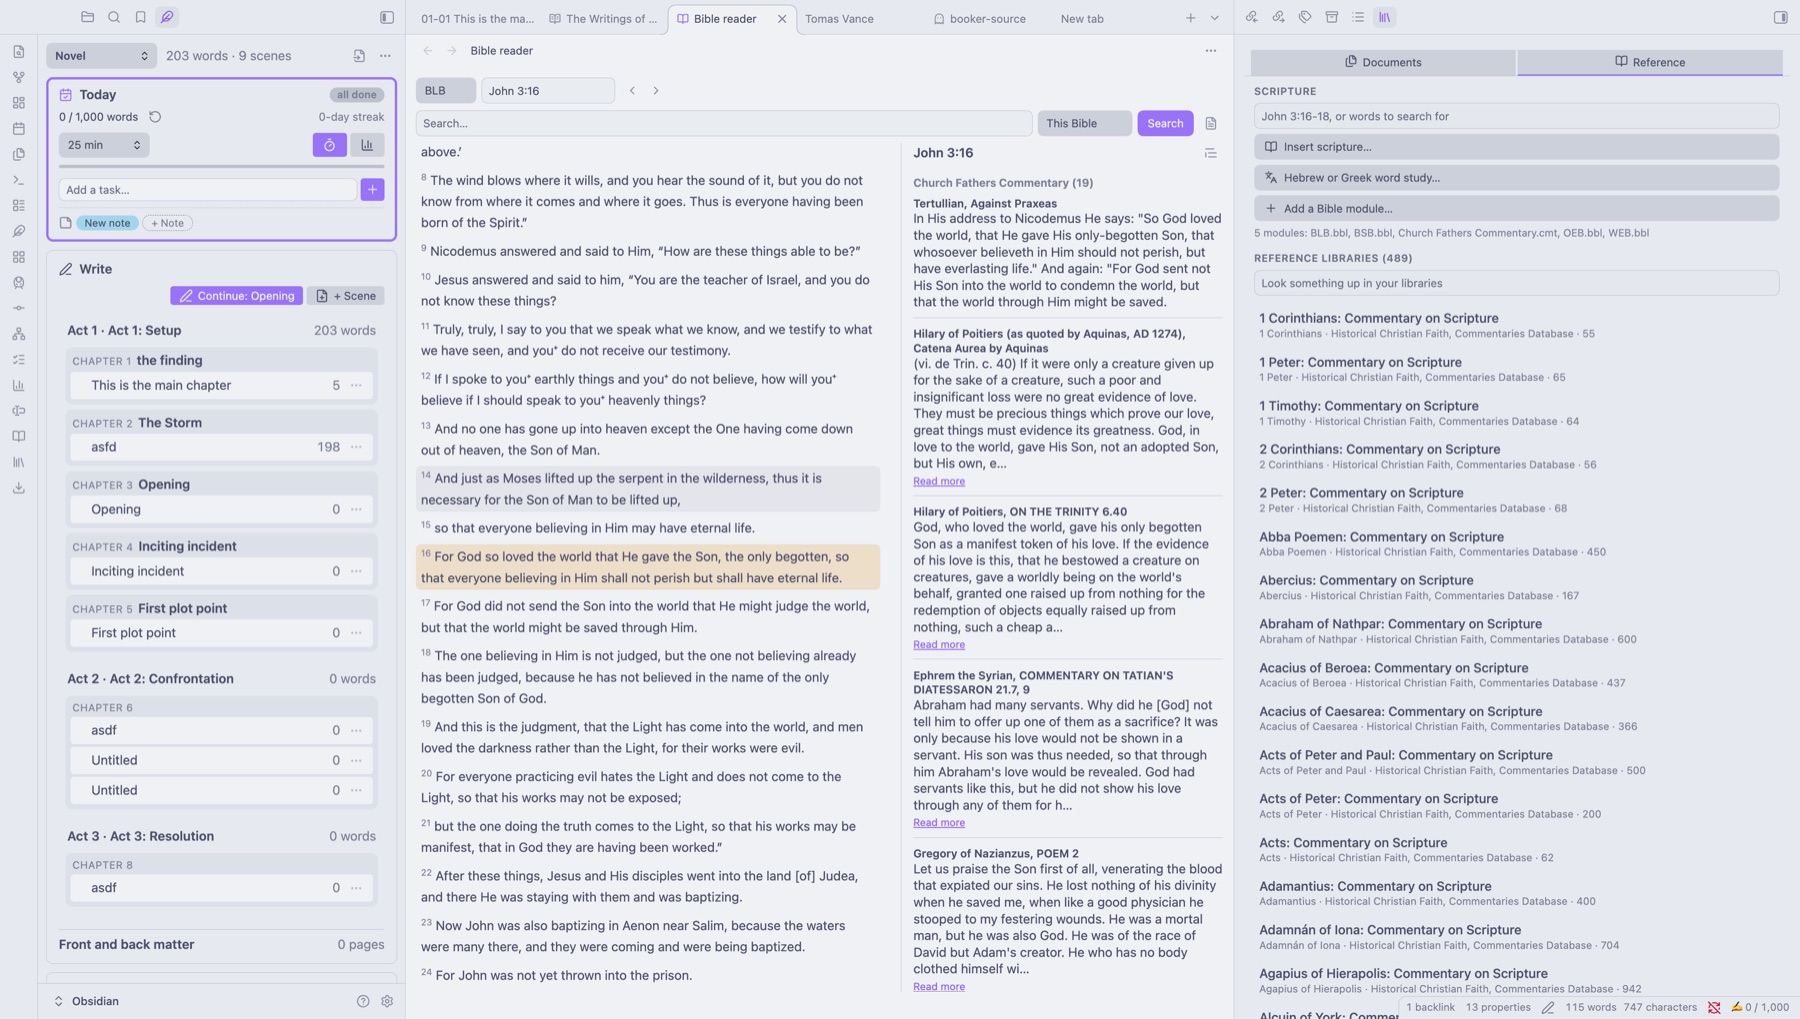 01-01 This is the ma...
The Writings of ...
Bible reader
Tomas Vance
booker-source
New tab
Novel
203 words · 9 scenes
Today
all done
0 / 1,000 words
0-day streak
25 min
Add a task...
New note
+ Note
Write
Continue: Opening
+ Scene
Act 1 · Act 1: Setup
203 words
CHAPTER 1 the finding
This is the main chapter
5
CHAPTER 2 The Storm
asfd
198
CHAPTER 3 Opening
Opening
0
CHAPTER 4 Inciting incident
Inciting incident
0
CHAPTER 5 First plot point
First plot point
0
Act 2 · Act 2: Confrontation
0 words
CHAPTER 6
asdf
0
Untitled
0
Untitled
0
Act 3 · Act 3: Resolution
0 words
CHAPTER 8
asdf
0
Front and back matter
0 pages
Obsidian
Bible reader
BLB
John 3:16
Search...
This Bible
Search
above.’
8 The wind blows where it wills, and you hear the sound of it, but you do not
know from where it comes and where it goes. Thus is everyone having been
born of the Spirit.”
9 Nicodemus answered and said to Him, “How are these things able to be?”
10 Jesus answered and said to him, “You are the teacher of Israel, and you do
not know these things?
11 Truly, truly, I say to you that we speak what we know, and we testify to what
we have seen, and you⁺ do not receive our testimony.
12 If I spoke to you⁺ earthly things and you⁺ do not believe, how will you⁺
believe if I should speak to you⁺ heavenly things?
13 And no one has gone up into heaven except the One having come down
out of heaven, the Son of Man.
14 And just as Moses lifted up the serpent in the wilderness, thus it is
necessary for the Son of Man to be lifted up,
15 so that everyone believing in Him may have eternal life.
16 For God so loved the world that He gave the Son, the only begotten, so
that everyone believing in Him shall not perish but shall have eternal life.
17 For God did not send the Son into the world that He might judge the world,
but that the world might be saved through Him.
18 The one believing in Him is not judged, but the one not believing already
has been judged, because he has not believed in the name of the only
begotten Son of God.
19 And this is the judgment, that the Light has come into the world, and men
loved the darkness rather than the Light, for their works were evil.
20 For everyone practicing evil hates the Light and does not come to the
Light, so that his works may not be exposed;
21 but the one doing the truth comes to the Light, so that his works may be
manifest, that in God they are having been worked.”
22 After these things, Jesus and His disciples went into the land [of] Judea,
and there He was staying with them and was baptizing.
23 Now John was also baptizing in Aenon near Salim, because the waters
were many there, and they were coming and were being baptized.
24 For John was not yet thrown into the prison.
John 3:16
Church Fathers Commentary (19)
Tertullian, Against Praxeas
In His address to Nicodemus He says: "So God loved
the world, that He gave His only-begotten Son, that
whosoever believeth in Him should not perish, but
have everlasting life." And again: "For God sent not
His Son into the world to condemn the world, but
that the world through Him might be saved.
Hilary of Poitiers (as quoted by Aquinas, AD 1274),
Catena Aurea by Aquinas
(vi. de Trin. c. 40) If it were only a creature given up
for the sake of a creature, such a poor and
insignificant loss were no great evidence of love.
They must be precious things which prove our love,
great things must evidence its greatness. God, in
love to the world, gave His Son, not an adopted Son,
but His own, e...
Read more
Hilary of Poitiers, ON THE TRINITY 6.40
God, who loved the world, gave his only begotten
Son as a manifest token of his love. If the evidence
of his love is this, that he bestowed a creature on
creatures, gave a worldly being on the world's
behalf, granted one raised up from nothing for the
redemption of objects equally raised up from
nothing, such a cheap a...
Read more
Ephrem the Syrian, COMMENTARY ON TATIAN'S
DIATESSARON 21.7, 9
Abraham had many servants. Why did he [God] not
tell him to offer up one of them as a sacrifice? It was
only because his love would not be shown in a
servant. His son was thus needed, so that through
him Abraham's love would be revealed. God had
servants like this, but he did not show his love
through any of them for h...
Read more
Gregory of Nazianzus, POEM 2
Let us praise the Son first of all, venerating the blood
that expiated our sins. He lost nothing of his divinity
when he saved me, when like a good physician he
stooped to my festering wounds. He was a mortal
man, but he was also God. He was of the race of
David but Adam's creator. He who has no body
clothed himself wi...
Read more
Documents
Reference
SCRIPTURE
John 3:16-18, or words to search for
Insert scripture...
Hebrew or Greek word study...
+ Add a Bible module...
5 modules: BLB.bbl, BSB.bbl, Church Fathers Commentary.cmt, OEB.bbl, WEB.bbl
REFERENCE LIBRARIES (489)
Look something up in your libraries
1 Corinthians: Commentary on Scripture
1 Corinthians · Historical Christian Faith, Commentaries Database · 55
1 Peter: Commentary on Scripture
1 Peter · Historical Christian Faith, Commentaries Database · 65
1 Timothy: Commentary on Scripture
1 Timothy · Historical Christian Faith, Commentaries Database · 64
2 Corinthians: Commentary on Scripture
2 Corinthians · Historical Christian Faith, Commentaries Database · 56
2 Peter: Commentary on Scripture
2 Peter · Historical Christian Faith, Commentaries Database · 68
Abba Poemen: Commentary on Scripture
Abba Poemen · Historical Christian Faith, Commentaries Database · 450
Abercius: Commentary on Scripture
Abercius · Historical Christian Faith, Commentaries Database · 167
Abraham of Nathpar: Commentary on Scripture
Abraham of Nathpar · Historical Christian Faith, Commentaries Database · 600
Acacius of Beroea: Commentary on Scripture
Acacius of Beroea · Historical Christian Faith, Commentaries Database · 437
Acacius of Caesarea: Commentary on Scripture
Acacius of Caesarea · Historical Christian Faith, Commentaries Database · 366
Acts of Peter and Paul: Commentary on Scripture
Acts of Peter and Paul · Historical Christian Faith, Commentaries Database · 500
Acts of Peter: Commentary on Scripture
Acts of Peter · Historical Christian Faith, Commentaries Database · 200
Acts: Commentary on Scripture
Acts · Historical Christian Faith, Commentaries Database · 62
Adamantius: Commentary on Scripture
Adamantius · Historical Christian Faith, Commentaries Database · 400
Adamnán of Iona: Commentary on Scripture
Adamnán of Iona · Historical Christian Faith, Commentaries Database · 704
Agapius of Hierapolis: Commentary on Scripture
Agapius of Hierapolis · Historical Christian Faith, Commentaries Database · 942
Alcuin of York: Commen
1 backlink
13 properties
115 words
747 characters
0 / 1,000